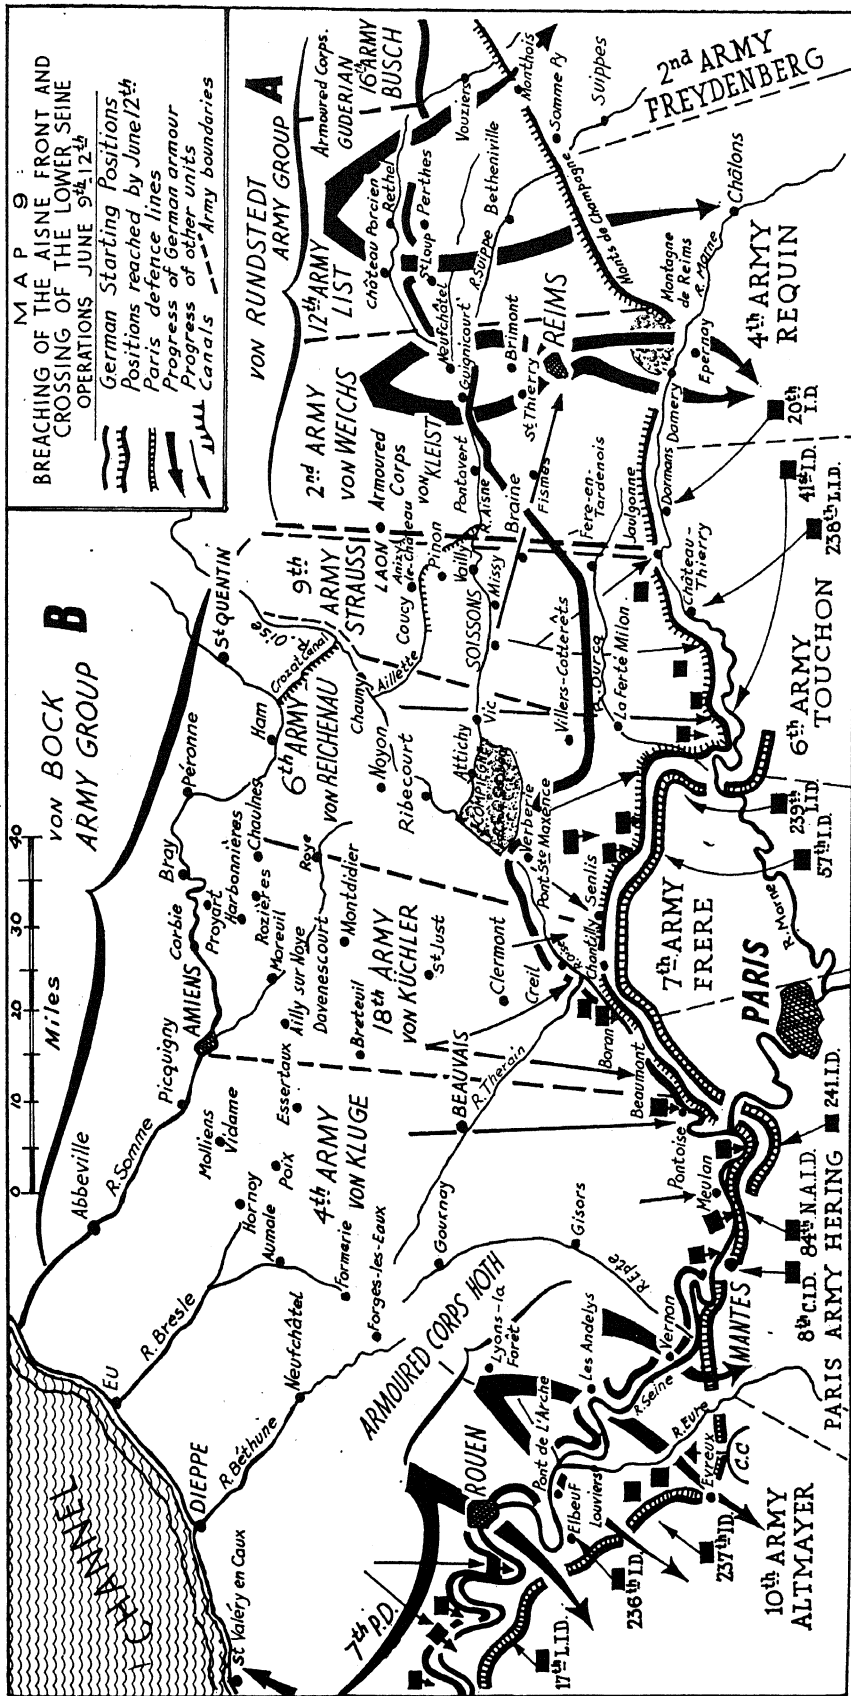 MAP 9
BREACHING OF THE AISNE FRONT AND
CROSSING OF THE LOWER SEINE
OPERATIONS JUNE 9th-12th
German Starting Positions
Positions reached by June 12th
Paris defence lines
Progress of German armour
Progress of other units
Canals
Army boundaries
Miles
0 10 20 30 40
CHANNEL
VON BOCK
ARMY GROUP B
VON RUNDSTEDT
ARMY GROUP A
St Valéry en Caux
DIEPPE
Eu
Abbeville
R. Somme
Picquigny
AMIENS
Corbie
Bray
Péronne
St QUENTIN
R. Béthune
Neufchâtel
R. Bresle
Hornoy
Aumale
Molliens
Vidame
Poix
Essertaux
Ailly sur Noye
Moreuil
Rozières
Proyart
Harbonnières
Chaulnes
Ham
Crozat Canal
R. Oise
Formerie
Forges-les-Eaux
4th ARMY
VON KLUGE
Breteuil
Davenescourt
Montdidier
Roye
18th ARMY
VON KÜCHLER
St Just
6th ARMY
VON REICHENAU
Noyon
Chauny
Ribecourt
Aillette
9th
ARMY
STRAUSS
LAON
Anizy-
le-Château
Coucy
Pinon
Armoured
Corps
VON KLEIST
2nd ARMY
VON WEICHS
12th ARMY
LIST
Château Porcien
Rethel
Perthes
St Loup
Armoured Corps.
GUDERIAN
16th ARMY
BUSCH
Vouziers
Monthois
Somme Py
Suippes
2nd ARMY
FREYDENBERG
Neufchâtel
Guignicourt
R. Suippe
Betheniville
Brimont
St Thierry
REIMS
Monts de Champagne
Montagne
de Reims
R. Marne
Châlons
Epernay
Damery
Dormans
4th ARMY
REQUIN
20th
I.D.
41st I.D.
238th L.I.D.
Pontavert
R. Aisne
Vailly
Missy
SOISSONS
Vic
Attichy
COMPIEGNE
Braine
Fismes
Fère-en-
Tardenois
Jaulgonne
Château-
Thierry
R. Ourcq
La Ferté Milon
Villers-Cotterêts
6th ARMY
TOUCHON
239th L.I.D.
57th I.D.
Verberie
Pont Ste Maxence
Senlis
Chantilly
R. Oise
Creil
Clermont
BEAUVAIS
R. Therain
Boran
Beaumont
7th ARMY
FRERE
PARIS
R. Marne
Pontoise
Meulan
241. I.D.
84th N.A.I.D.
8th C.I.D.
PARIS ARMY HERING
MANTES
Gournay
Gisors
R. Epte
ARMOURED CORPS HOTH
Lyons-la
Forêt
Les Andelys
Vernon
R. Seine
R. Eure
7th P.D.
ROUEN
Pont de L'Arche
Elbeuf
Louviers
Evreux
C.C
17th L.I.D.
236th I.D.
237th I.D.
10th ARMY
ALTMAYER